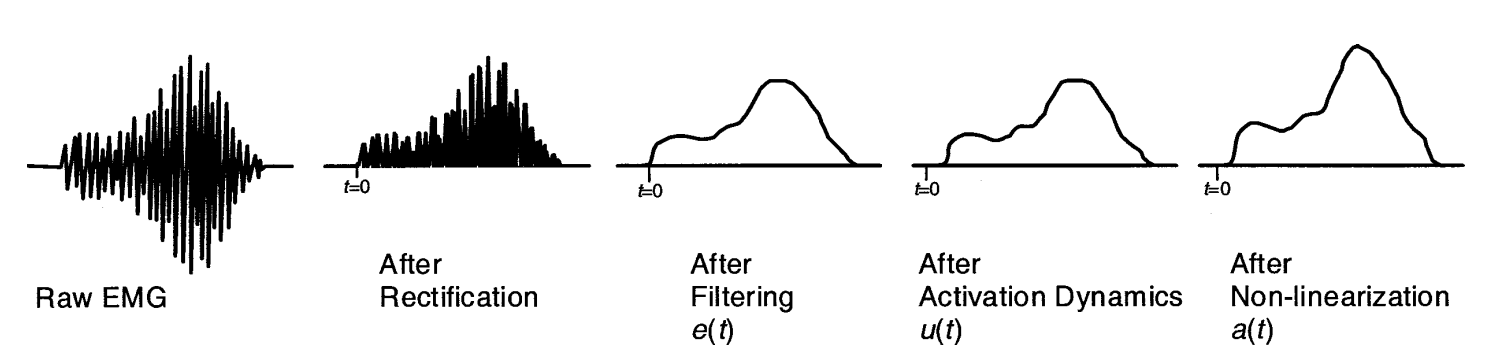 t=0
t=0
t=0
t=0
Raw EMG
After
Rectification
After
Filtering
e(t)
After
Activation Dynamics
u(t)
After
Non-linearization
a(t)